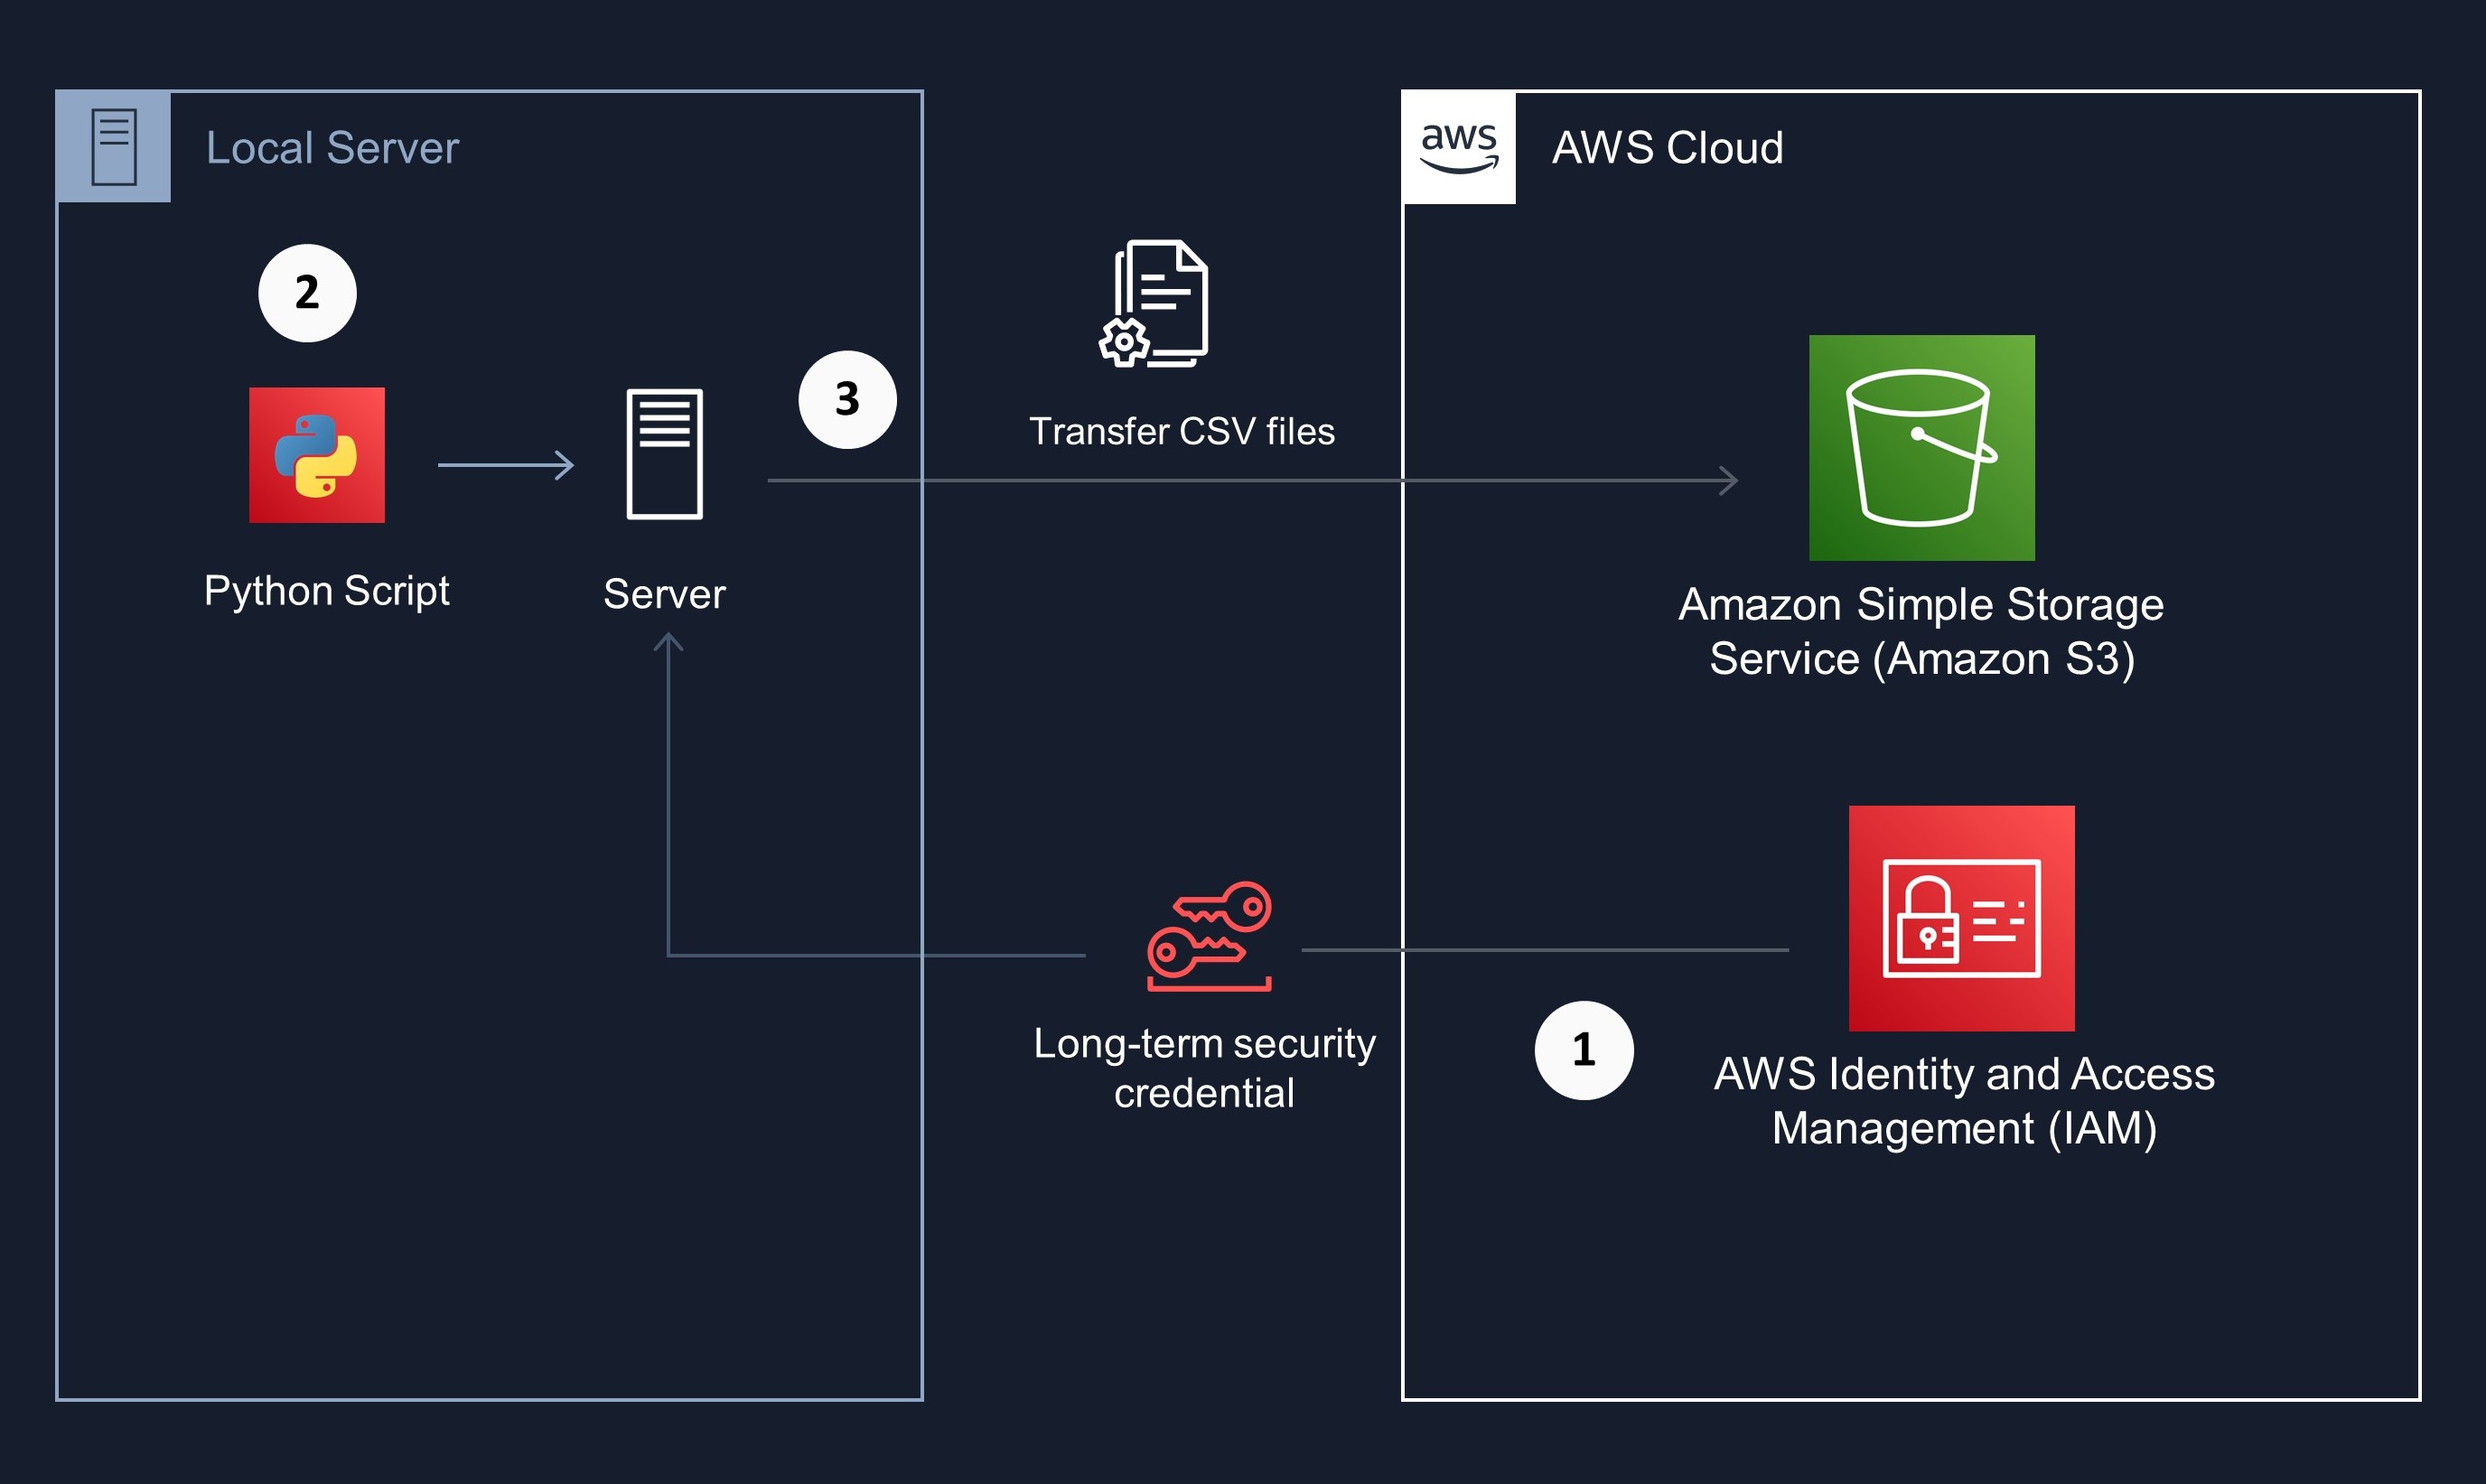 Local Server
aws
AWS Cloud
2
3
Transfer CSV files
Python Script
Server
Amazon Simple Storage
Service (Amazon S3)
Long-term security
credential
1
AWS Identity and Access
Management (IAM)